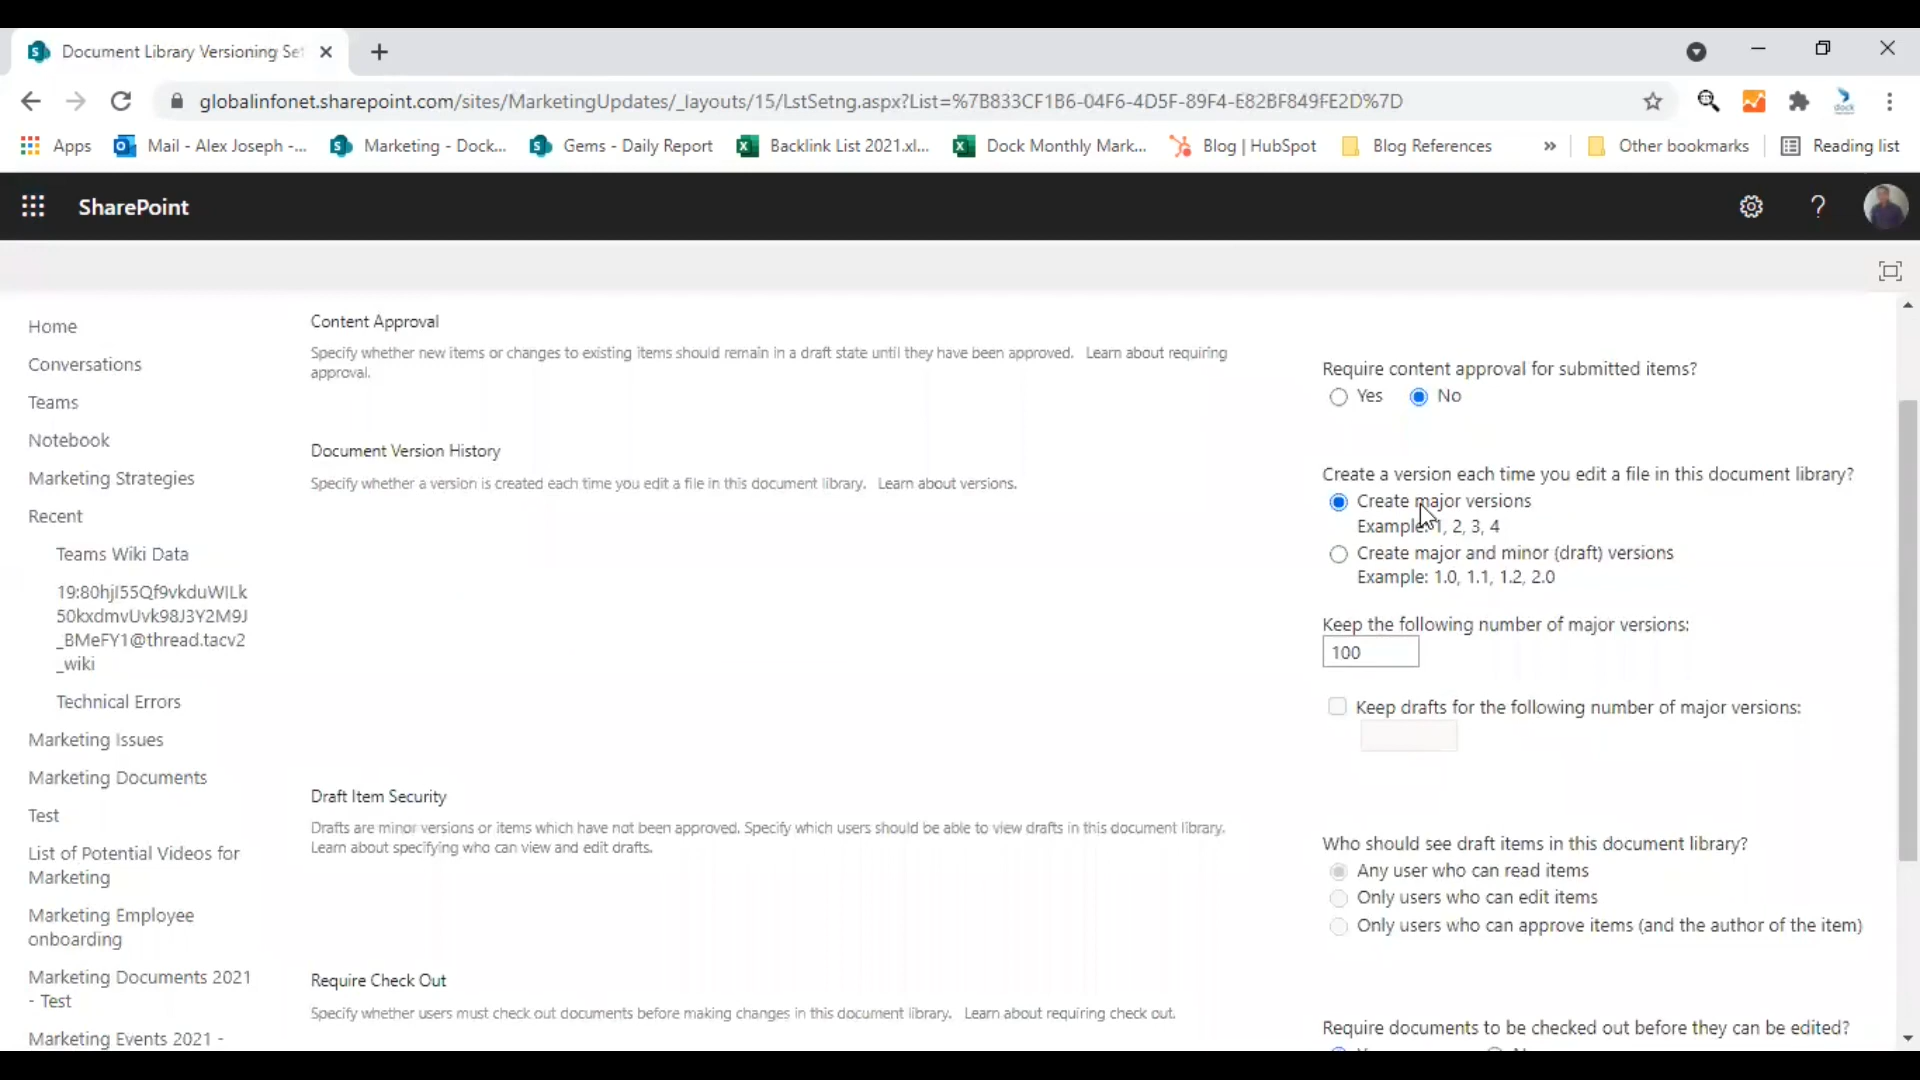 Document Library Versioning Se
globalinfonet.sharepoint.com/sites/MarketingUpdates/_layouts/15/LstSetng.aspx?List=%7B833CF1B6-04F6-4D5F-89F4-E82BF849FE2D%7D
Apps Mail - Alex Joseph -... Marketing - Dock... Gems - Daily Report Backlink List 2021.xl... Dock Monthly Mark... Blog | HubSpot Blog References » Other bookmarks Reading list
SharePoint
Home
Conversations
Teams
Notebook
Marketing Strategies
Recent
Teams Wiki Data
19:80hjI55Qf9vkduWILk
50kxdmvUvk98J3Y2M9J
_BMeFY1@thread.tacv2
_wiki
Technical Errors
Marketing Issues
Marketing Documents
Test
List of Potential Videos for
Marketing
Marketing Employee
onboarding
Marketing Documents 2021
- Test
Marketing Events 2021 -
Content Approval
Specify whether new items or changes to existing items should remain in a draft state until they have been approved. Learn about requiring
approval.
Require content approval for submitted items?
Yes No
Document Version History
Specify whether a version is created each time you edit a file in this document library. Learn about versions.
Create a version each time you edit a file in this document library?
Create major versions
Example: 1, 2, 3, 4
Create major and minor (draft) versions
Example: 1.0, 1.1, 1.2, 2.0
Keep the following number of major versions:
100
Keep drafts for the following number of major versions:
Draft Item Security
Drafts are minor versions or items which have not been approved. Specify which users should be able to view drafts in this document library.
Learn about specifying who can view and edit drafts.
Who should see draft items in this document library?
Any user who can read items
Only users who can edit items
Only users who can approve items (and the author of the item)
Require Check Out
Specify whether users must check out documents before making changes in this document library. Learn about requiring check out.
Require documents to be checked out before they can be edited?